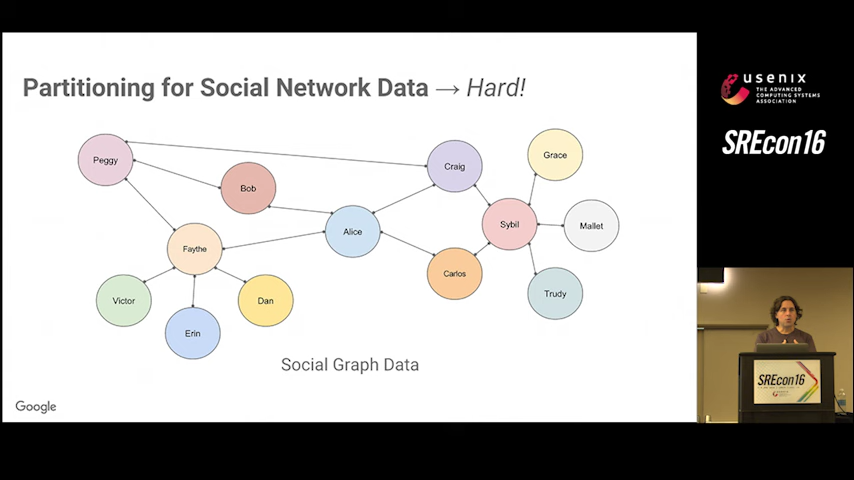 Partitioning for Social Network Data → Hard!
Peggy
Craig
Grace
Bob
Alice
Sybil
Mallet
Faythe
Carlos
Victor
Dan
Trudy
Erin
Social Graph Data
Google
usenix
THE ADVANCED
COMPUTING SYSTEMS
ASSOCIATION
SREcon16
SREcon16